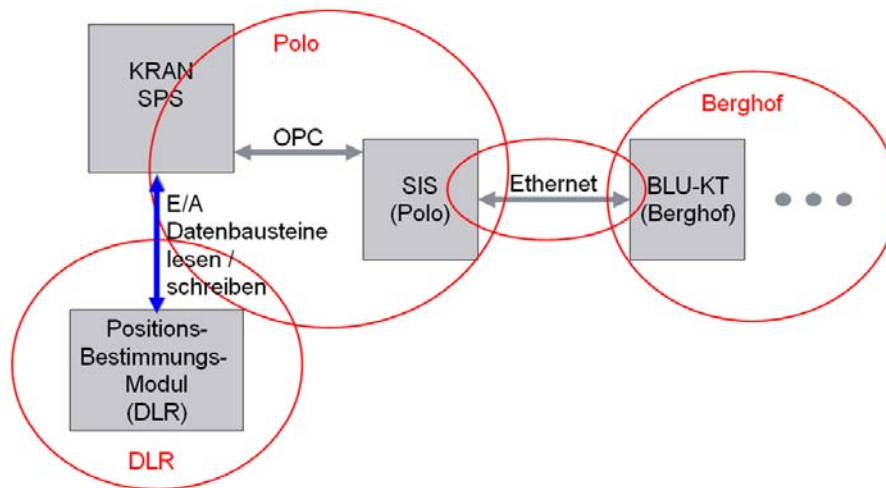 Polo
KRAN
SPS
Berghof
OPC
SIS
(Polo)
Ethernet
BLU-KT
(Berghof)
E/A
Datenbausteine
lesen /
schreiben
Positions-
Bestimmungs-
Modul
(DLR)
DLR